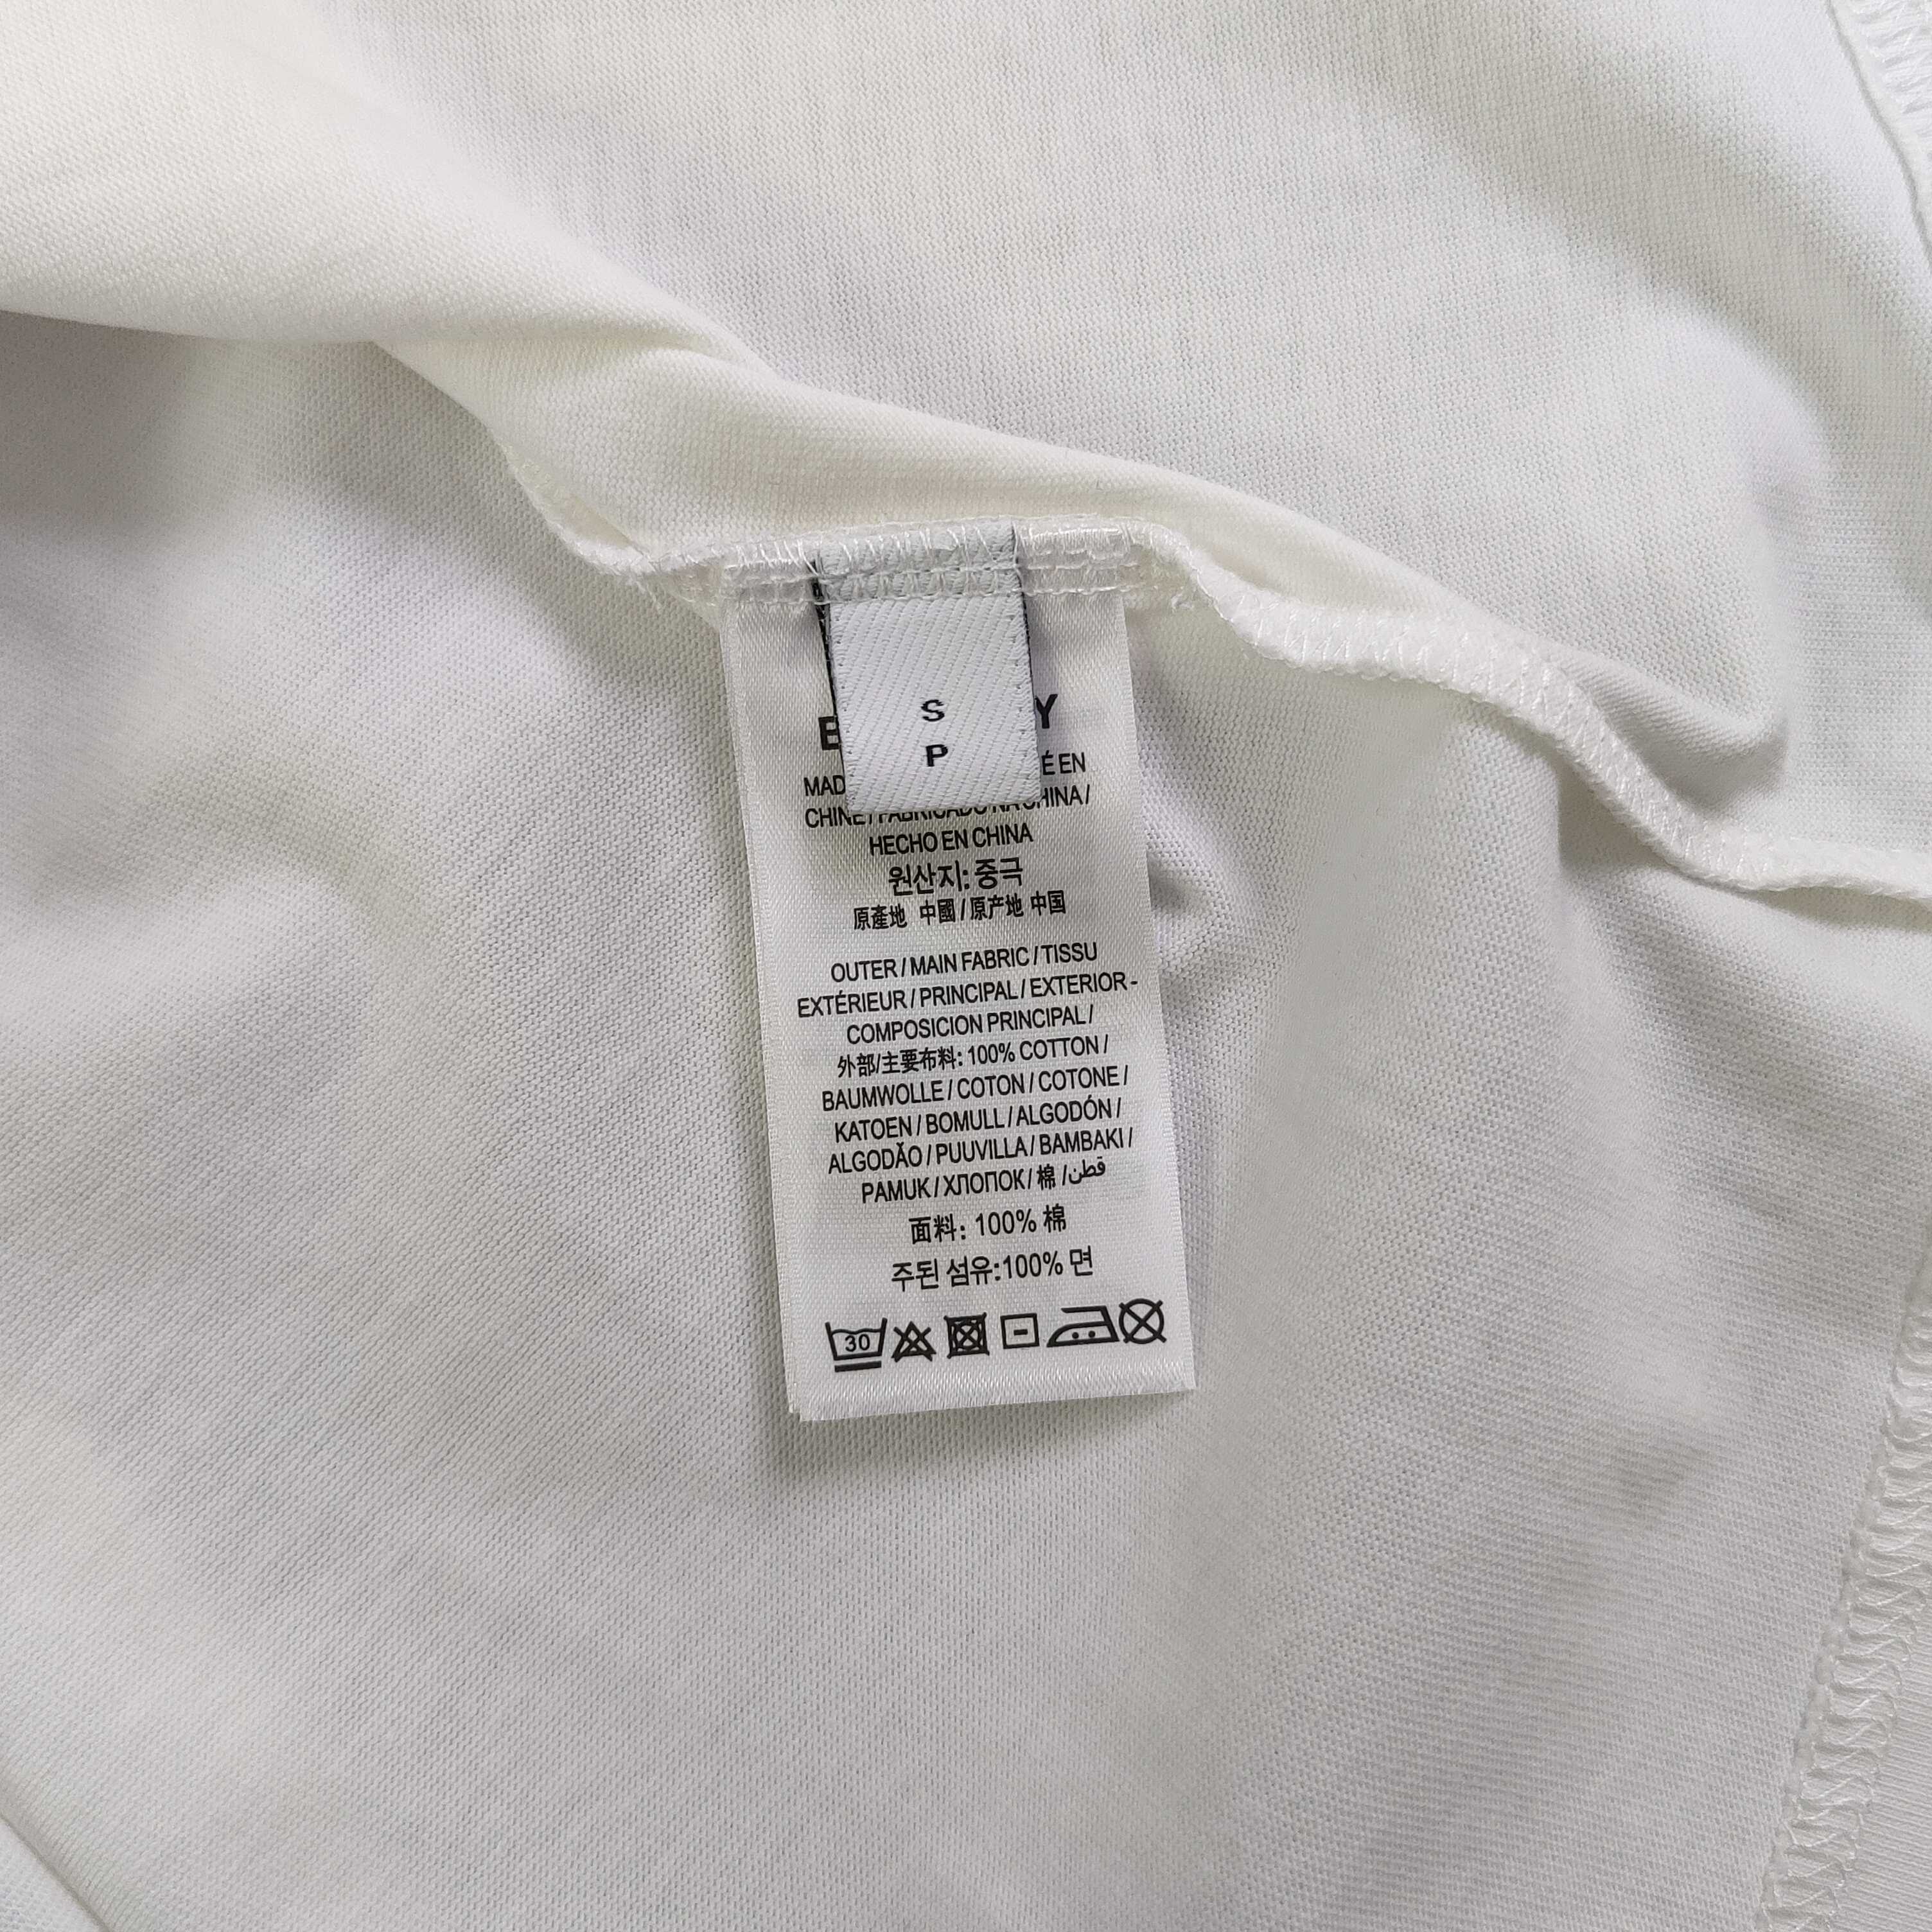 S
P
MAD
É EN
CHINE / FABRICADO NA CHINA /
HECHO EN CHINA
원산지: 중극
原產地 中國 / 原产地 中国
OUTER / MAIN FABRIC / TISSU
EXTÉRIEUR / PRINCIPAL / EXTERIOR -
COMPOSICION PRINCIPAL /
外部/主要布料: 100% COTTON /
BAUMWOLLE / COTON / COTONE /
KATOEN / BOMULL / ALGODÓN /
ALGODÃO / PUUVILLA / BAMBAKI /
PAMUK / ХЛОПОК / 棉 / قطن
面料: 100% 棉
주된 섬유:100% 면
30